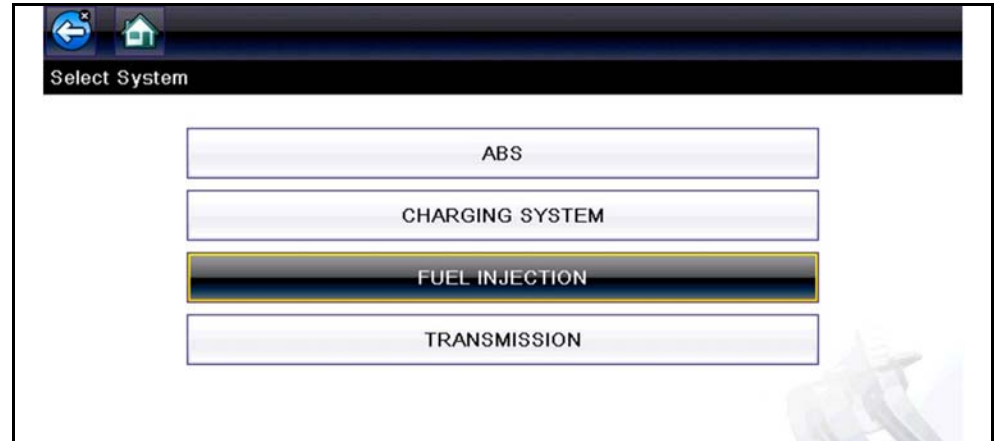 Select System
ABS
CHARGING SYSTEM
FUEL INJECTION
TRANSMISSION